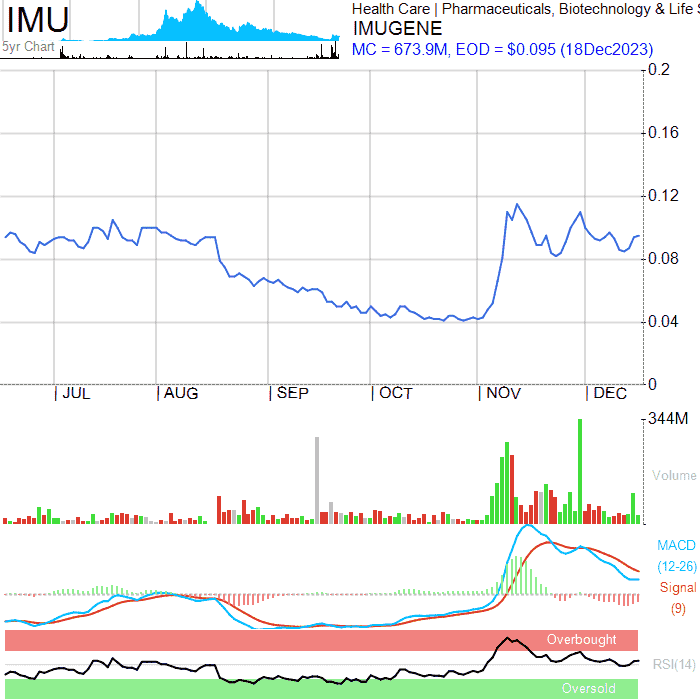 IMU
5yr Chart
Health Care | Pharmaceuticals, Biotechnology & Life S
IMUGENE
MC = 673.9M, EOD = $0.095 (18Dec2023)
0.2
0.16
0.12
0.08
0.04
0
| JUL | AUG | SEP | OCT | NOV | DEC
344M
Volume
MACD
(12-26)
Signal
(9)
Overbought
RSI(14)
Oversold